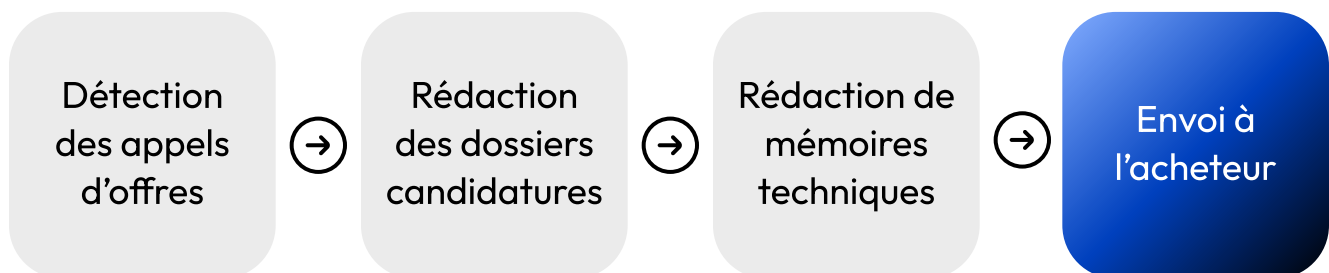 Détection
des appels
d’offres
Rédaction
des dossiers
candidatures
Rédaction de
mémoires
techniques
Envoi à
l’acheteur